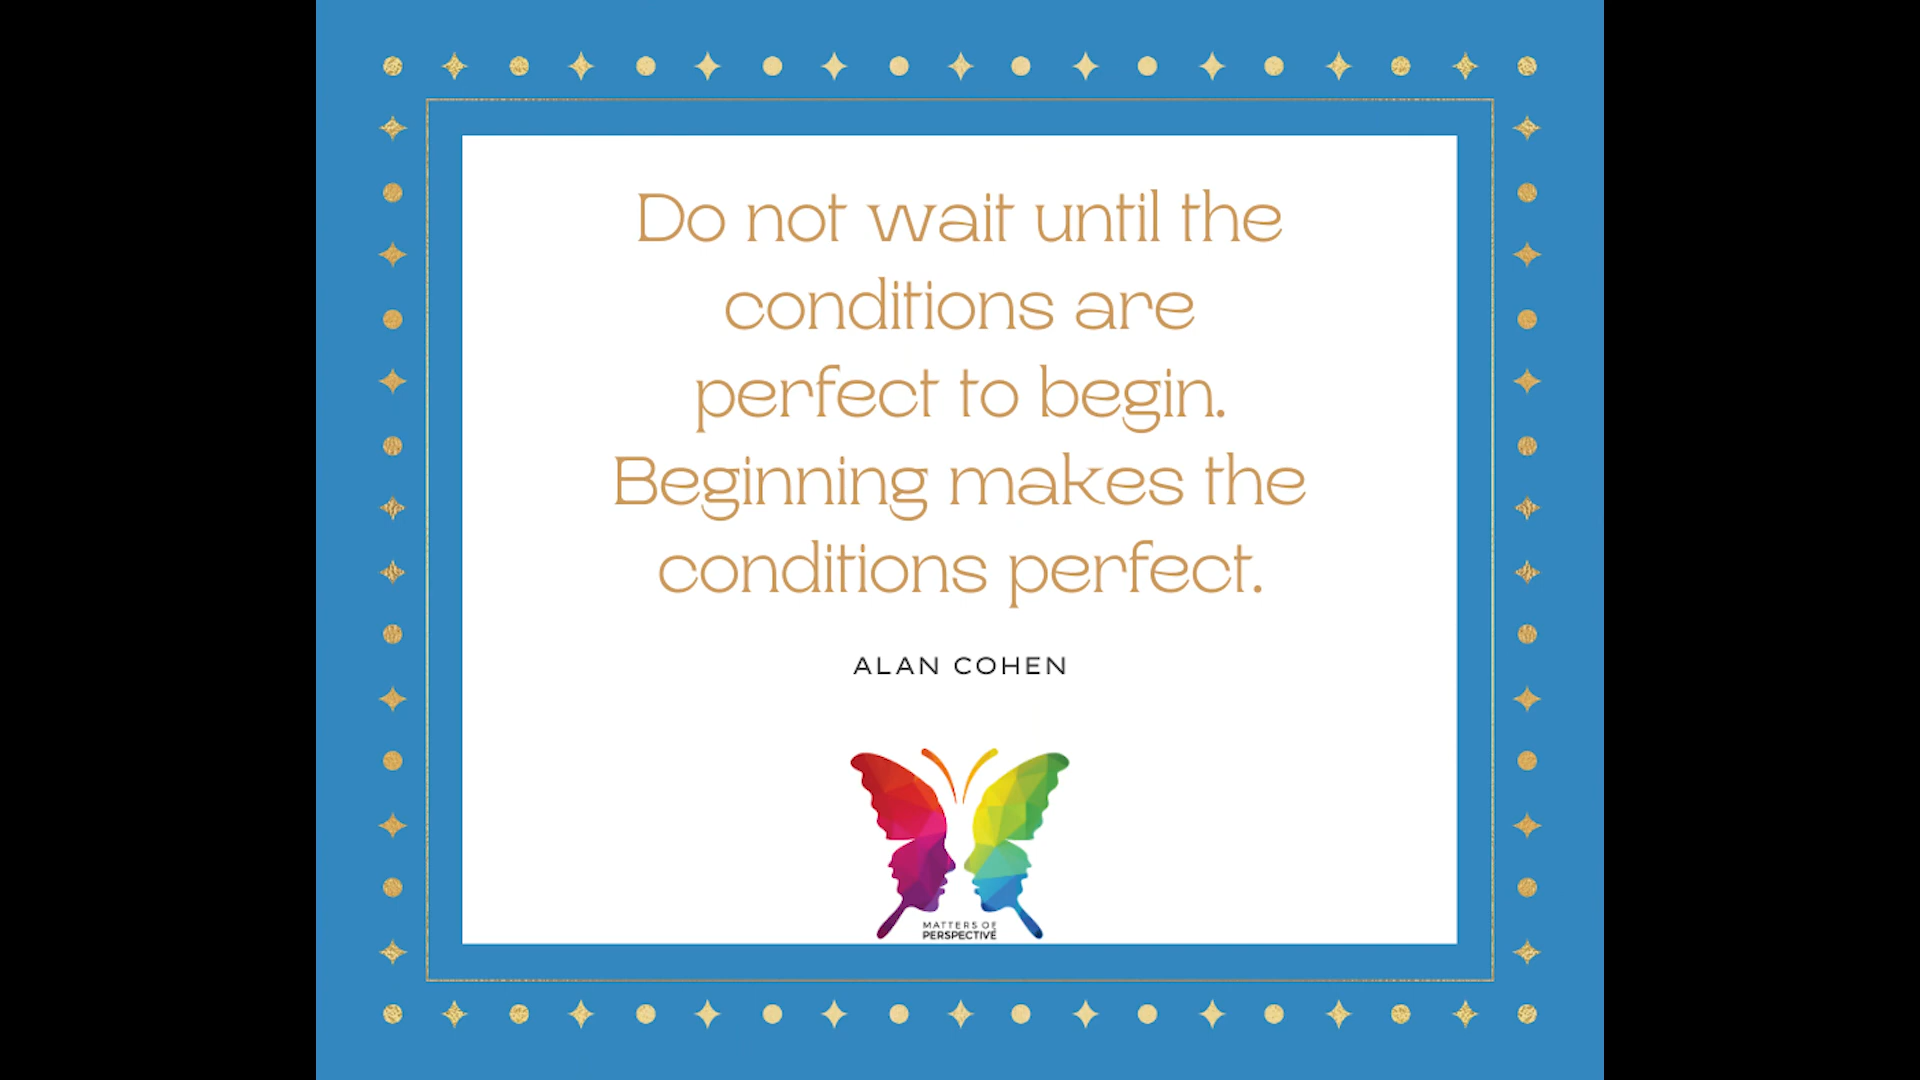 Do not wait until the
conditions are
perfect to begin.
Beginning makes the
conditions perfect.
ALAN COHEN
MATTERS OF
PERSPECTIVE